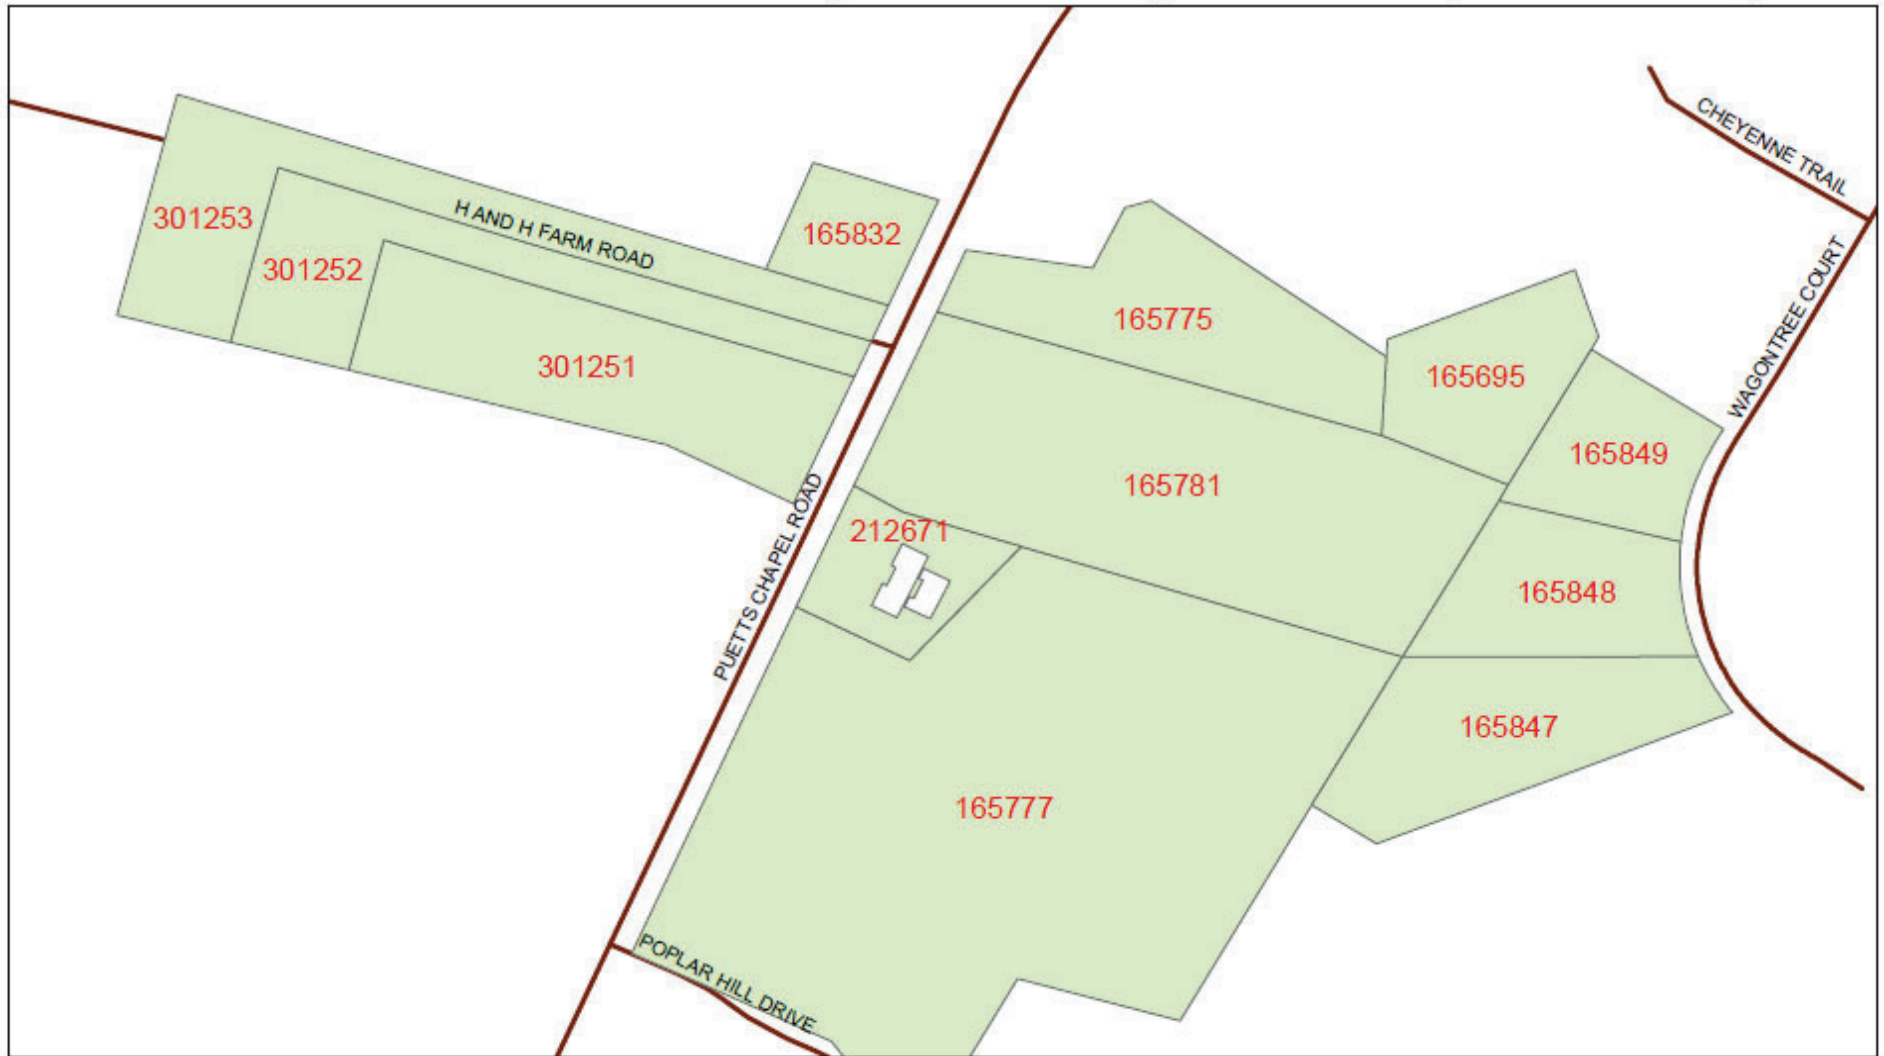 CHEYENNE TRAIL
301253
H AND H FARM ROAD
165832
301252
WAGONTREE COURT
165775
301251
165695
165849
165781
212671
PUETTS CHAPEL ROAD
165848
165847
165777
POPLAR HILL DRIVE